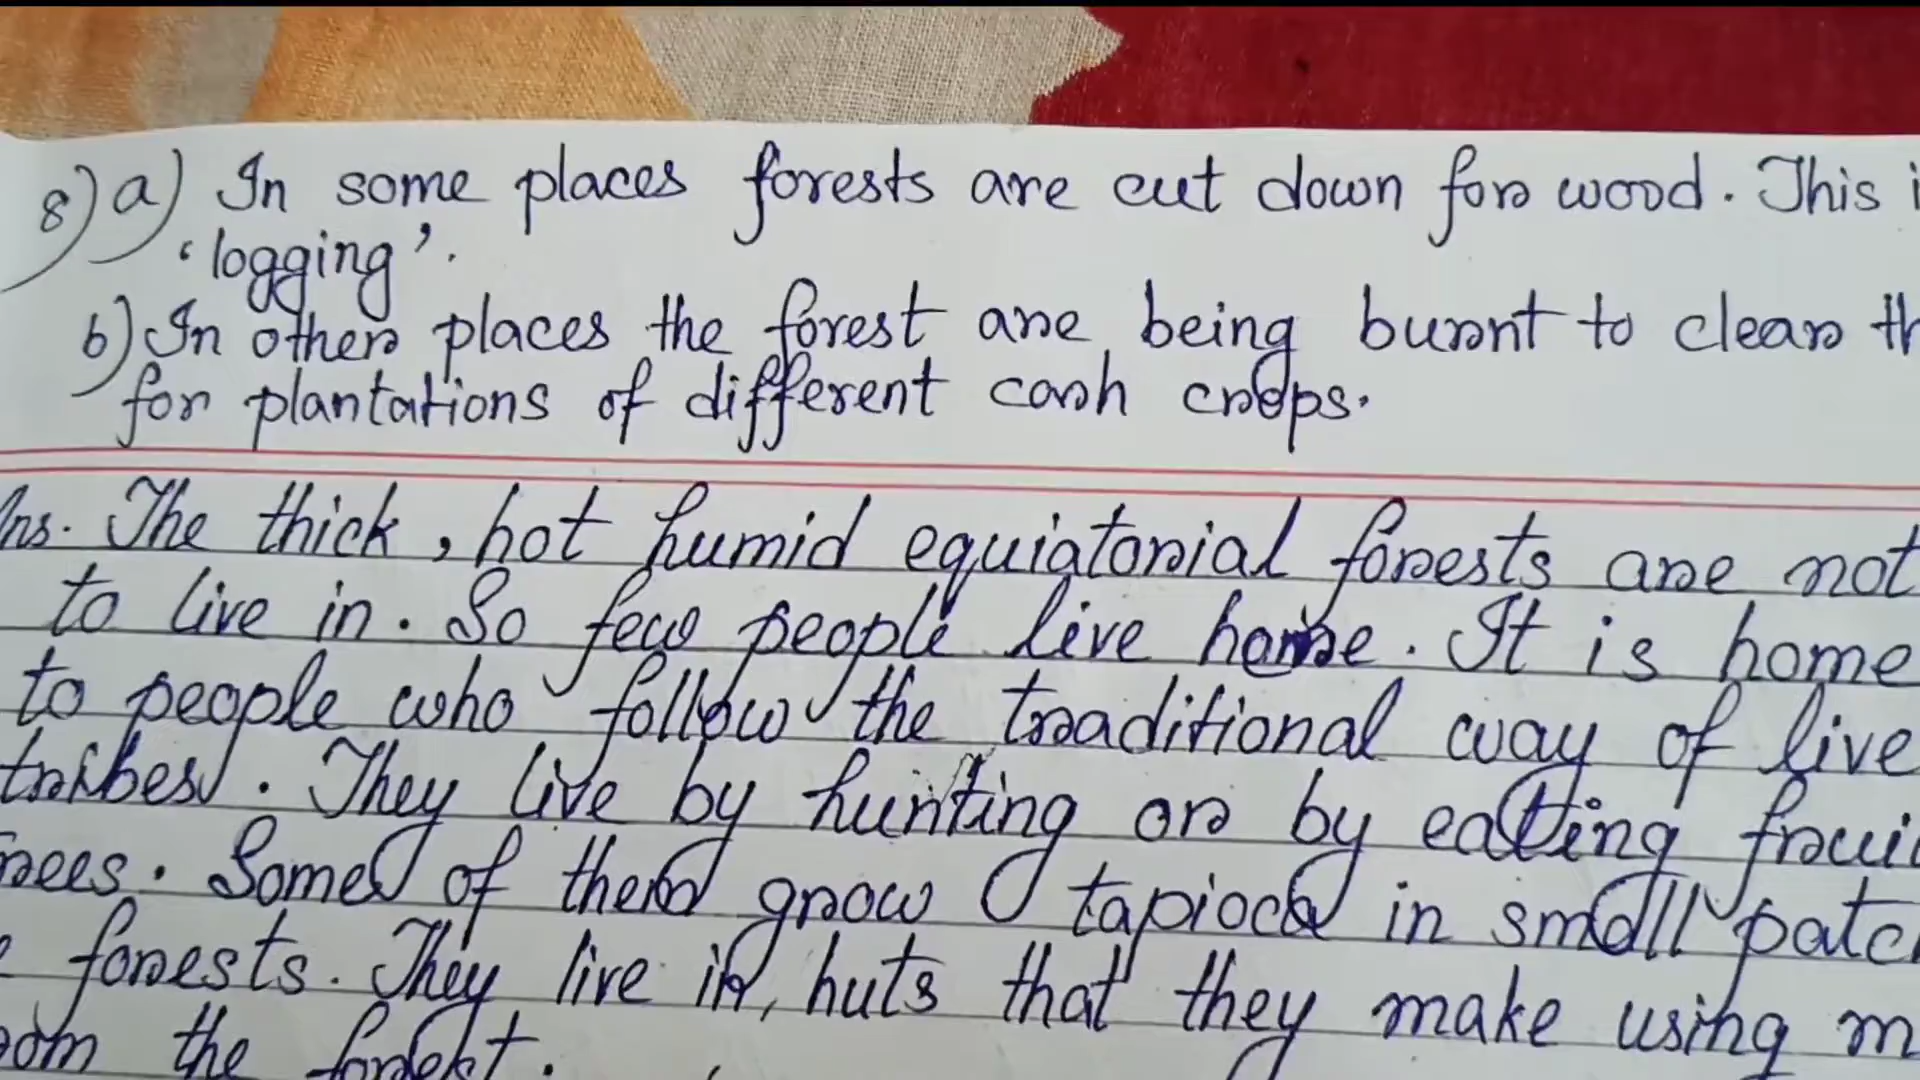 8) a) In some places forests are cut down for wood. This i
'logging'.
b) In other places the forest are being burnt to clear th
for plantations of different cash crops.
Ans. The thick, hot humid equiatorial forests are not
to live in. So few people live here. It is home
to people who follow the traditional way of live
tribes. They live by hunting or by eatting frui
rees. Some of them grow tapioca in small patc
e forests. They live in huts that they make using m
rom the forest.